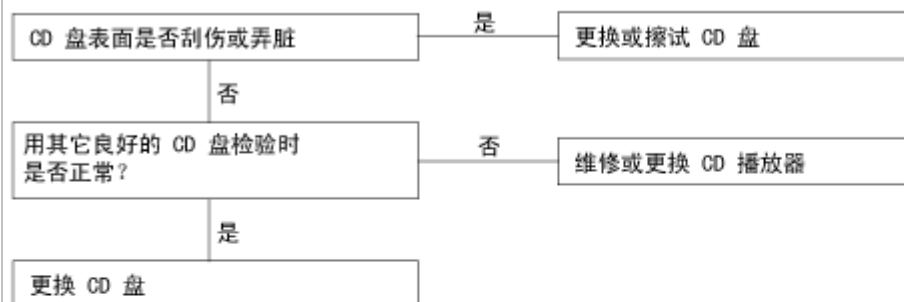 CD 盘表面是否刮伤或弄脏
是
更换或擦试 CD 盘
否
用其它良好的 CD 盘检验时
是否正常?
否
维修或更换 CD 播放器
是
更换 CD 盘